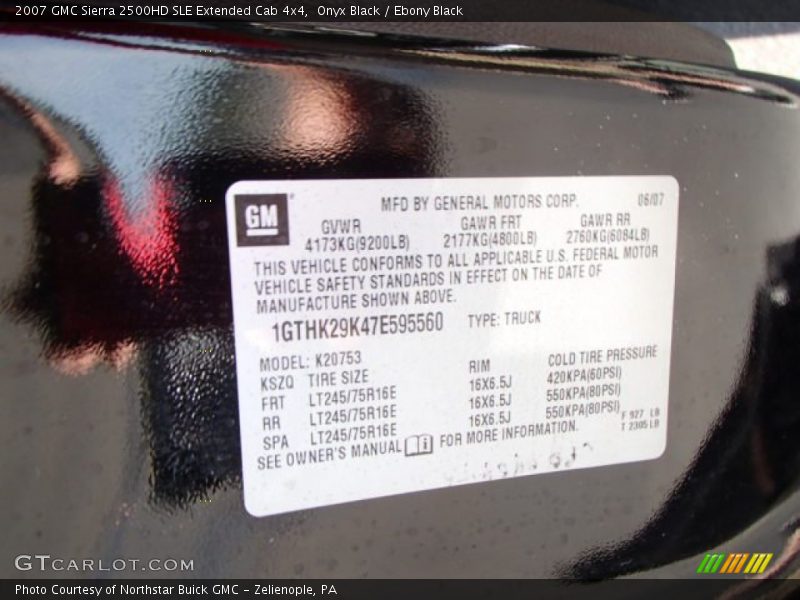 2007 GMC Sierra 2500HD SLE Extended Cab 4x4, Onyx Black / Ebony Black
GM
MFD BY GENERAL MOTORS CORP. 06/07
GVWR GAWR FRT GAWR RR
4173KG(9200LB) 2177KG(4800LB) 2760KG(6084LB)
THIS VEHICLE CONFORMS TO ALL APPLICABLE U.S. FEDERAL MOTOR
VEHICLE SAFETY STANDARDS IN EFFECT ON THE DATE OF
MANUFACTURE SHOWN ABOVE.
1GTHK29K47E595560 TYPE: TRUCK
MODEL: K20753
KSZQ TIRE SIZE RIM COLD TIRE PRESSURE
FRT LT245/75R16E 16X6.5J 420KPA(60PSI)
RR LT245/75R16E 16X6.5J 550KPA(80PSI)
SPA LT245/75R16E 16X6.5J 550KPA(80PSI)
SEE OWNER'S MANUAL FOR MORE INFORMATION.
F 927 LB
T 2305 LB
GTCARLOT.COM
Photo Courtesy of Northstar Buick GMC - Zelienople, PA